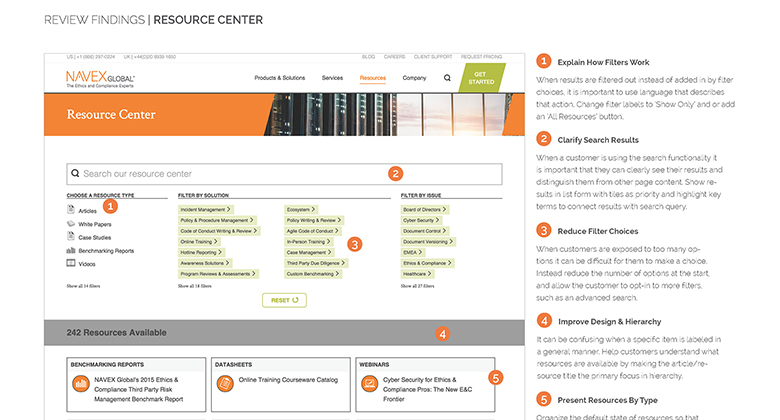 REVIEW FINDINGS | RESOURCE CENTER
US | +1 (866) 297-0224 UK | +44(0)20 8939 1650
BLOG CAREERS CLIENT SUPPORT REQUEST PRICING
NAVEX GLOBAL®
The Ethics and Compliance Experts
Products & Solutions Services Resources Company
GET STARTED
Resource Center
Search our resource center
2
CHOOSE A RESOURCE TYPE
1
Articles
White Papers
Case Studies
Benchmarking Reports
Videos
Show all 14 filters
FILTER BY SOLUTION
Incident Management >
Policy & Procedure Management >
Code of Conduct Writing & Review >
Online Training >
Hotline Reporting >
Awareness Solutions >
Program Reviews & Assessments >
Show all 18 filters
Ecosystem >
Policy Writing & Review >
Agile Code of Conduct >
In-Person Training >
Case Management >
Third Party Due Diligence >
Custom Benchmarking >
3
FILTER BY ISSUE
Board of Directors >
Cyber Security >
Document Control >
Document Versioning >
EMEA >
Ethics & Compliance >
Healthcare >
Show all 27 filters
RESET
242 Resources Available
4
BENCHMARKING REPORTS
NAVEX Global's 2015 Ethics &
Compliance Third Party Risk
Management Benchmark Report
DATASHEETS
Online Training Courseware Catalog
WEBINARS
Cyber Security for Ethics &
Compliance Pros: The New E&C
Frontier
5
1 Explain How Filters Work
When results are filtered out instead of added in by filter
choices, it is important to use language that describes
that action. Change filter labels to 'Show Only' and or add
an 'All Resources' button.
2 Clarify Search Results
When a customer is using the search functionality it
is important that they can clearly see their results and
distinguish them from other page content. Show re-
sults in list form with tiles as priority and highlight key
terms to connect results with search query.
3 Reduce Filter Choices
When customers are exposed to too many op-
tions it can be difficult for them to make a choice.
Instead reduce the number of options at the start,
and allow the customer to opt-in to more filters,
such as an advanced search.
4 Improve Design & Hierarchy
It can be confusing when a specific item is labeled in
a general manner. Help customers understand what
resources are available by making the article/re-
source title the primary focus in hierarchy.
5 Present Resources By Type
Organize the default state of resources so that